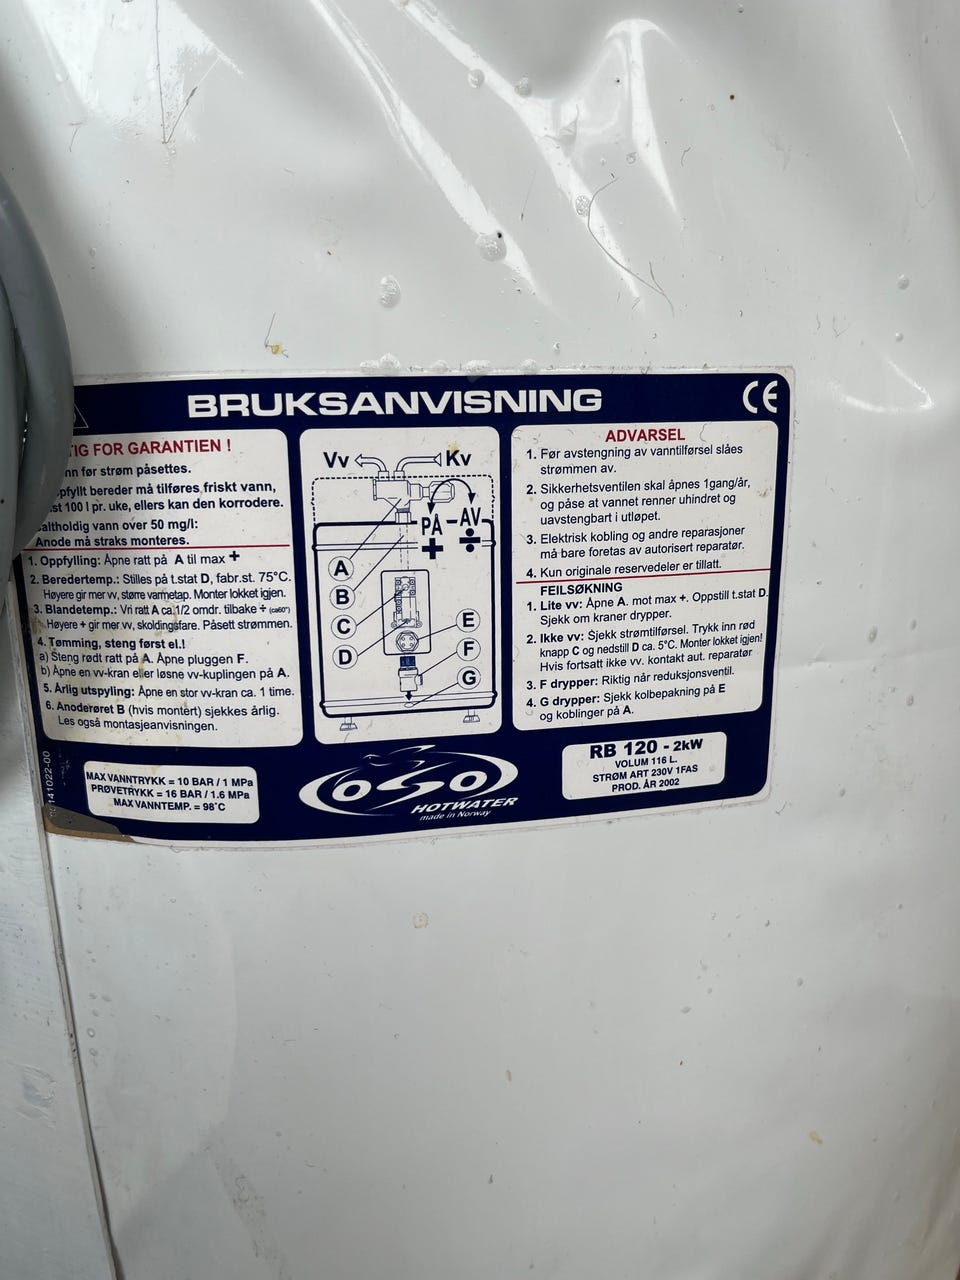 BRUKSANVISNING
CE
TIG FOR GARANTIEN !
nn før strøm påsettes.
pfyllt bereder må tilføres friskt vann,
st 100 l pr. uke, ellers kan den korrodere.
altholdig vann over 50 mg/l:
Anode må straks monteres.
1. Oppfylling: Åpne ratt på A til max +
2. Beredertemp.: Stilles på t.stat D, fabr.st. 75°C.
Høyere gir mer vv, større varmetap. Monter lokket igjen.
3. Blandetemp.: Vri ratt A ca.1/2 omdr. tilbake ÷ (ca60°)
Høyere + gir mer vv, skoldingsfare. Påsett strømmen.
4. Tømming, steng først el.!
a) Steng rødt ratt på A. Åpne pluggen F.
b) Åpne en vv-kran eller løsne vv-kuplingen på A.
5. Årlig utspyling: Åpne en stor vv-kran ca. 1 time.
6. Anoderøret B (hvis montert) sjekkes årlig.
Les også montasjeanvisningen.
Vv
Kv
PÅ – AV
+ ÷
A
B
C
D
E
F
G
ADVARSEL
1. Før avstengning av vanntilførsel slåes
strømmen av.
2. Sikkerhetsventilen skal åpnes 1gang/år,
og påse at vannet renner uhindret og
uavstengbart i utløpet.
3. Elektrisk kobling og andre reparasjoner
må bare foretas av autorisert reparatør.
4. Kun originale reservedeler er tillatt.
FEILSØKNING
1. Lite vv: Åpne A. mot max +. Oppstill t.stat D.
Sjekk om kraner drypper.
2. Ikke vv: Sjekk strømtilførsel. Trykk inn rød
knapp C og nedstill D ca. 5°C. Monter lokket igjen!
Hvis fortsatt ikke vv. kontakt aut. reparatør
3. F drypper: Riktig når reduksjonsventil.
4. G drypper: Sjekk kolbepakning på E
og koblinger på A.
141022-00
MAX VANNTRYKK = 10 BAR / 1 MPa
PRØVETRYKK = 16 BAR / 1.6 MPa
MAX VANNTEMP. = 98°C
OSO
HOTWATER
made in Norway
RB 120 - 2kW
VOLUM 116 L.
STRØM ART 230V 1FAS
PROD. ÅR 2002